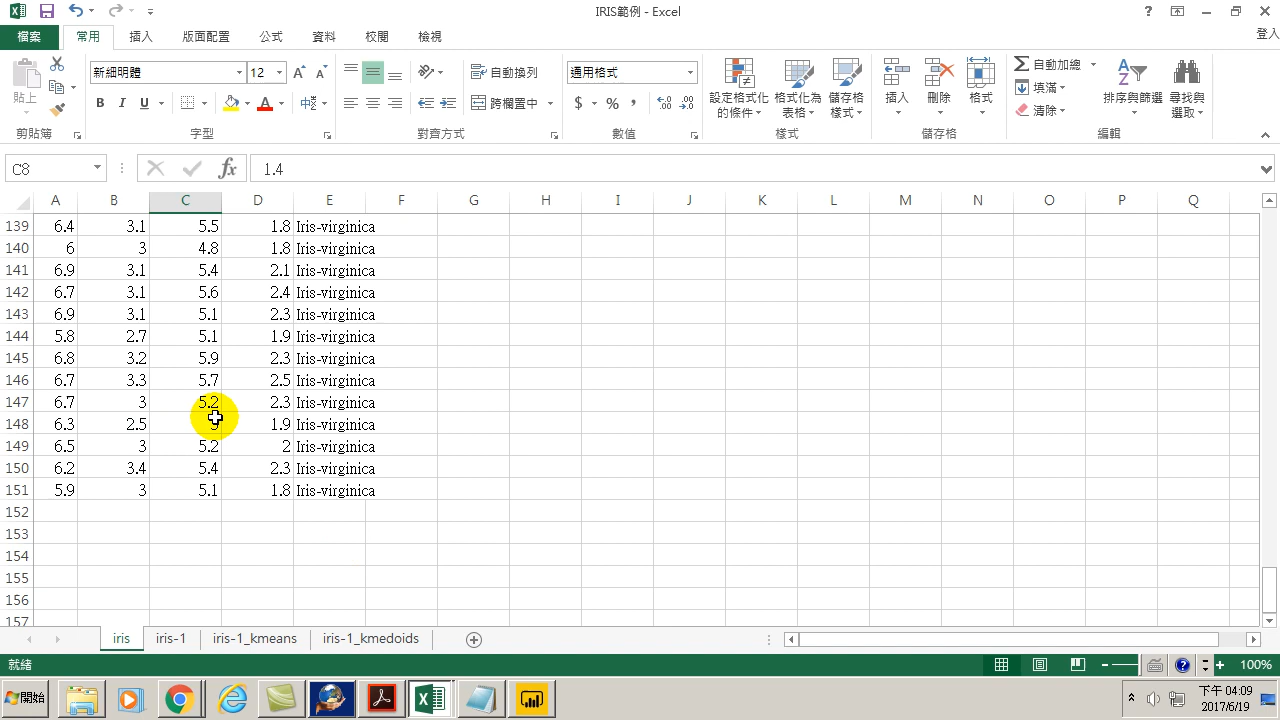 IRIS範例 - Excel
?
檔案 常用 插入 版面配置 公式 資料 校閱 檢視 登入
貼上 新細明體 12 A A 自動換列 通用格式 設定格式化的條件 格式化為表格 儲存格樣式 插入 刪除 格式 自動加總 填滿 清除 排序與篩選 尋找與選取
B I U A 中 跨欄置中 $ % ,
剪貼簿 字型 對齊方式 數值 樣式 儲存格 編輯
C8 fx 1.4
A B C D E F G H I J K L M N O P Q
139 6.4 3.1 5.5 1.8 Iris-virginica
140 6 3 4.8 1.8 Iris-virginica
141 6.9 3.1 5.4 2.1 Iris-virginica
142 6.7 3.1 5.6 2.4 Iris-virginica
143 6.9 3.1 5.1 2.3 Iris-virginica
144 5.8 2.7 5.1 1.9 Iris-virginica
145 6.8 3.2 5.9 2.3 Iris-virginica
146 6.7 3.3 5.7 2.5 Iris-virginica
147 6.7 3 5.2 2.3 Iris-virginica
148 6.3 2.5 5 1.9 Iris-virginica
149 6.5 3 5.2 2 Iris-virginica
150 6.2 3.4 5.4 2.3 Iris-virginica
151 5.9 3 5.1 1.8 Iris-virginica
152
153
154
155
156
157
iris iris-1 iris-1_kmeans iris-1_kmedoids
就緒 100%
開始 下午 04:09
2017/6/19